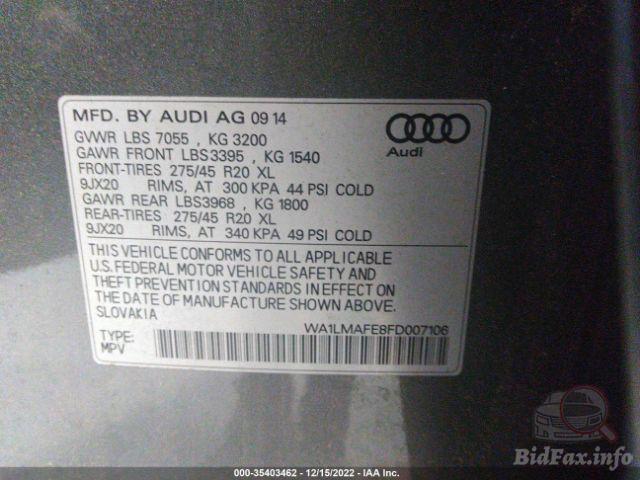 MFD. BY AUDI AG 09 14
GVWR LBS 7055 , KG 3200
GAWR FRONT LBS3395 , KG 1540
FRONT-TIRES 275/45 R20 XL
9JX20 RIMS, AT 300 KPA 44 PSI COLD
GAWR REAR LBS3968 , KG 1800
REAR-TIRES 275/45 R20 XL
9JX20 RIMS, AT 340 KPA 49 PSI COLD
Audi
THIS VEHICLE CONFORMS TO ALL APPLICABLE
U.S. FEDERAL MOTOR VEHICLE SAFETY AND
THEFT PREVENTION STANDARDS IN EFFECT ON
THE DATE OF MANUFACTURE SHOWN ABOVE.
SLOVAKIA
WA1LMAFE8FD007106
TYPE:
MPV
BidFax.info
000-35403462 - 12/15/2022 - IAA Inc.